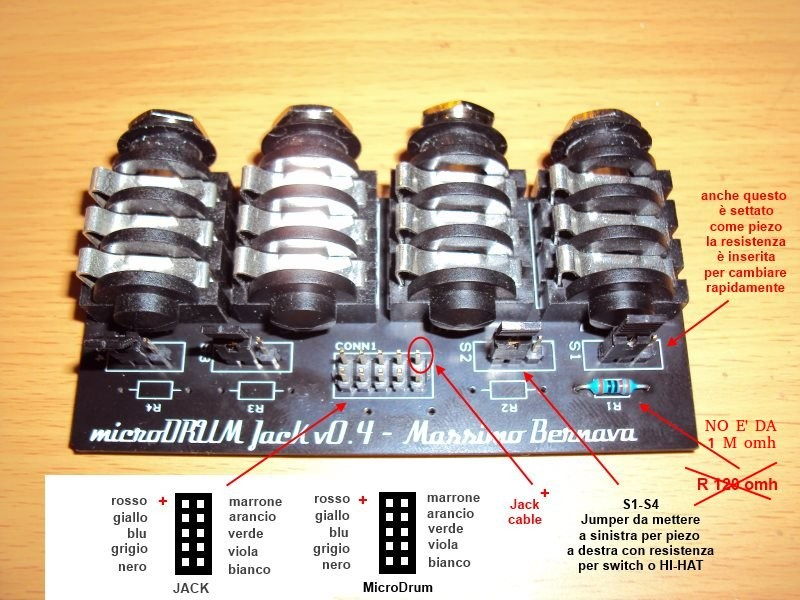 anche questo
è settato
come piezo
la resistenza
è inserita
per cambiare
rapidamente
S3
CONN1
S2
S1
R4
R3
R2
R1
microDRUM Jack v0.4 - Massimo Bernava
NO E' DA
1 M omh
R 120 omh
rosso + marrone
giallo arancio
blu verde
grigio viola
nero bianco
JACK
rosso + marrone
giallo arancio
blu verde
grigio viola
nero bianco
MicroDrum
+
Jack
cable
S1-S4
Jumper da mettere
a sinistra per piezo
a destra con resistenza
per switch o HI-HAT